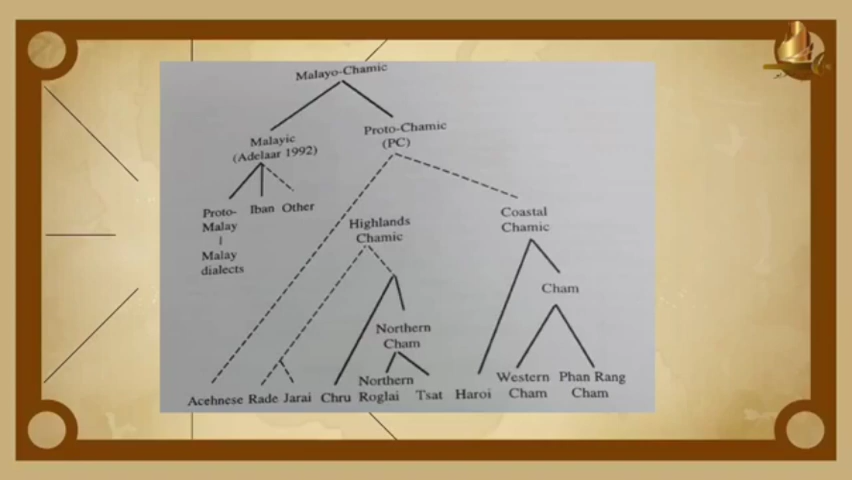 Malayo-Chamic
Malayic
(Adelaar 1992)
Proto-Chamic
(PC)
Proto-
Malay
Iban Other
Malay
dialects
Highlands
Chamic
Coastal
Chamic
Cham
Northern
Cham
Acehnese Rade Jarai Chru
Northern
Roglai
Tsat Haroi
Western
Cham
Phan Rang
Cham